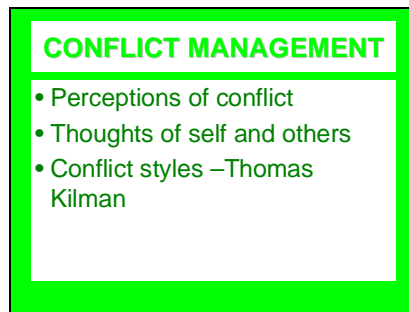 CONFLICT MANAGEMENT
• Perceptions of conflict
• Thoughts of self and others
• Conflict styles –Thomas
Kilman